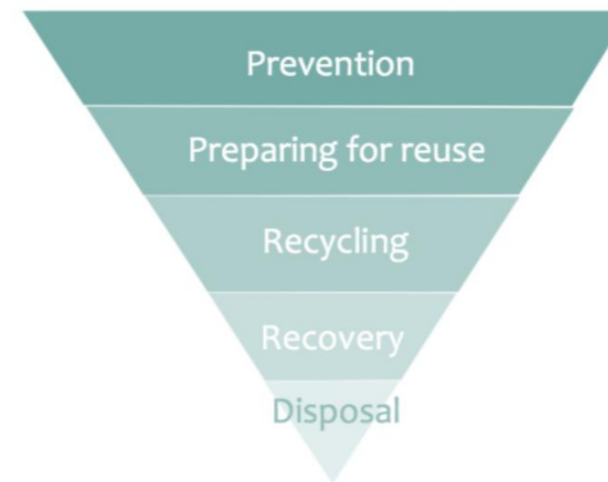 Prevention
Preparing for reuse
Recycling
Recovery
Disposal